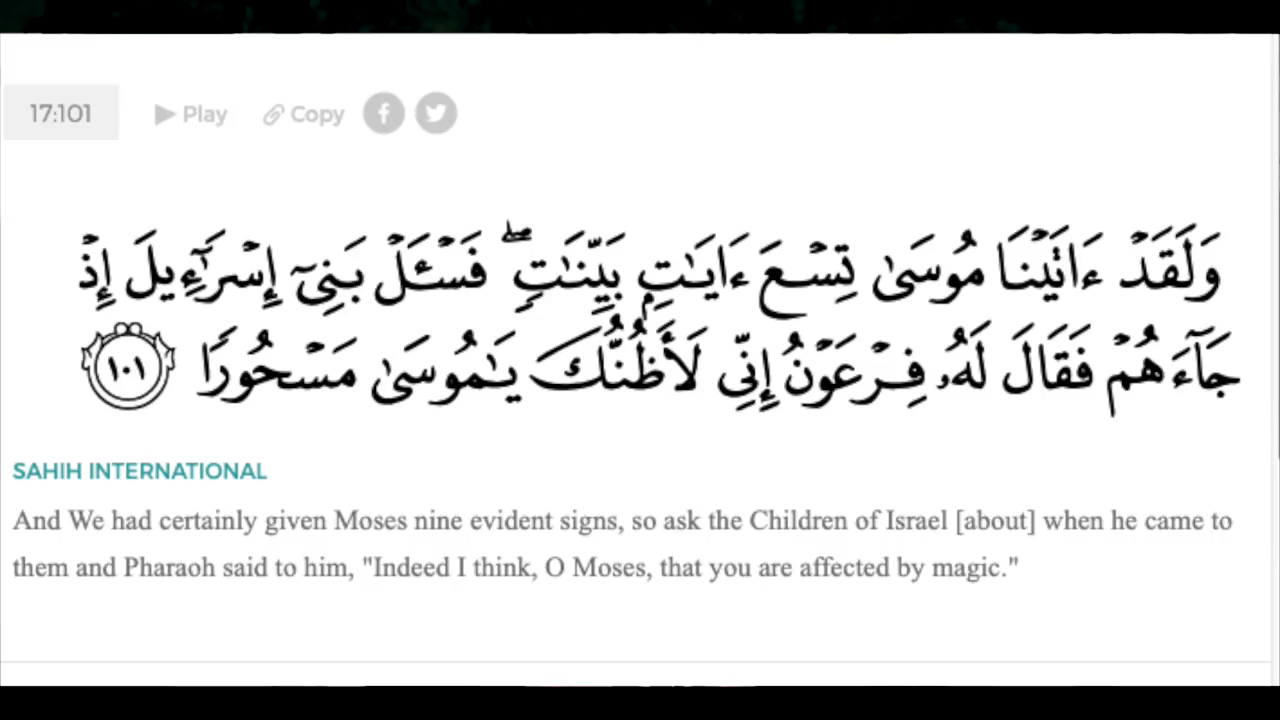 17:101 Play Copy
وَلَقَدْ ءَاتَيْنَا مُوسَىٰ تِسْعَ ءَايَـٰتٍۭ بَيِّنَـٰتٍۢ ۖ فَسْـَٔلْ بَنِىٓ إِسْرَٰٓءِيلَ إِذْ
جَآءَهُمْ فَقَالَ لَهُۥ فِرْعَوْنُ إِنِّى لَأَظُنُّكَ يَـٰمُوسَىٰ مَسْحُورًا ١٠١
SAHIH INTERNATIONAL
And We had certainly given Moses nine evident signs, so ask the Children of Israel [about] when he came to
them and Pharaoh said to him, "Indeed I think, O Moses, that you are affected by magic."